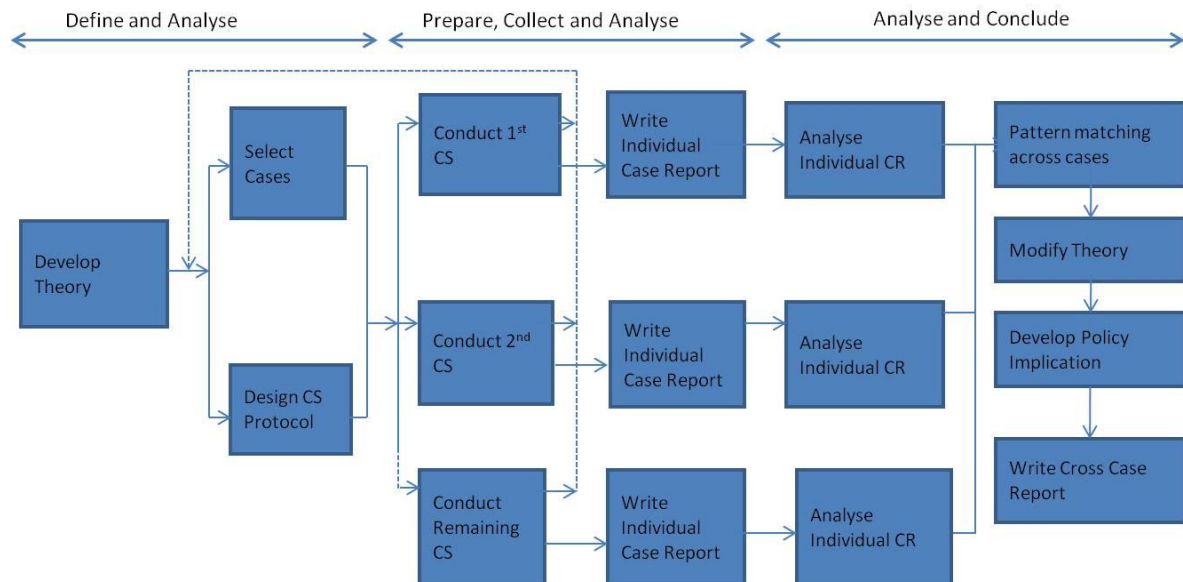 Define and Analyse
Prepare, Collect and Analyse
Analyse and Conclude
Develop
Theory
Select
Cases
Design CS
Protocol
Conduct 1st
CS
Write
Individual
Case Report
Analyse
Individual CR
Conduct 2nd
CS
Write
Individual
Case Report
Analyse
Individual CR
Conduct
Remaining
CS
Write
Individual
Case Report
Analyse
Individual CR
Pattern matching
across cases
Modify Theory
Develop Policy
Implication
Write Cross Case
Report